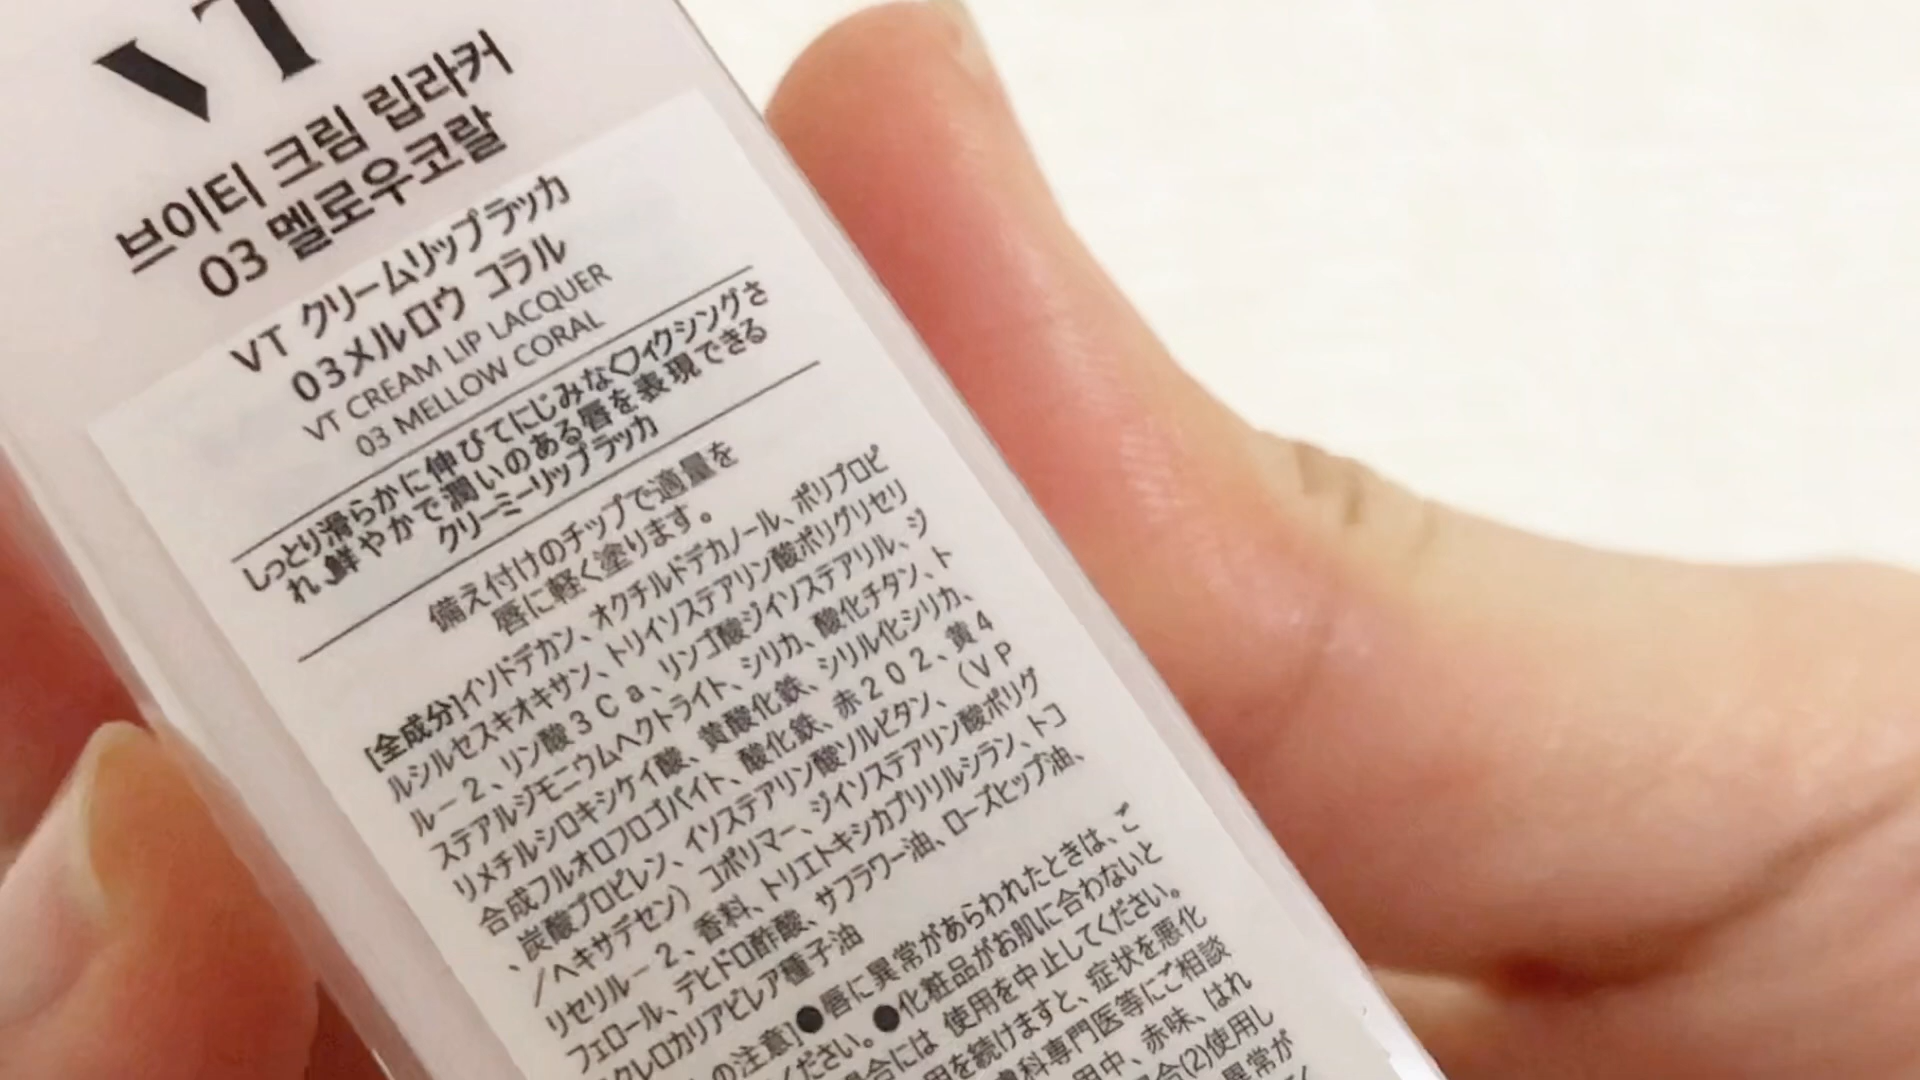 VT
브이티 크림 립라커
03 멜로우코랄
VT クリームリップラッカ
03メルロウ コラル
VT CREAM LIP LACQUER
03 MELLOW CORAL
しっとり滑らかに伸びてにじみなくフィクシングさ
れ、鮮やかで潤いのある唇を表現できる
クリーミーリップラッカ
備え付けのチップで適量を
唇に軽く塗ります。
[全成分]イソドデカン、オクチルドデカノール、ポリプロピ
ルシルセスキオキサン、トリイソステアリン酸ポリグリセリ
ルー2、リン酸3Ca、リンゴ酸ジイソステアリル、ジ
ステアルジモニウムヘクトライト、シリカ、酸化チタン、ト
リメチルシロキシケイ酸、黄酸化鉄、シリル化シリカ、
合成フルオロフロゴパイト、酸化鉄、赤202、黄4
、炭酸プロピレン、イソステアリン酸ソルビタン、(VP
/ヘキサデセン)コポリマー、ジイソステアリン酸ポリグ
リセリルー2、香料、トリエトキシカプリリルシラン、トコ
フェロール、デヒドロ酢酸、サフラワー油、ローズヒップ油、
クレロカリアビレア種子油
の注意]●唇に異常があらわれたときは、ご
ください。●化粧品がお肌に合わないと
合には 使用を中止してください。
用を続けますと、症状を悪化
膚科専門医等にご相談
用中、赤味、はれ
合(2)使用し
異常が